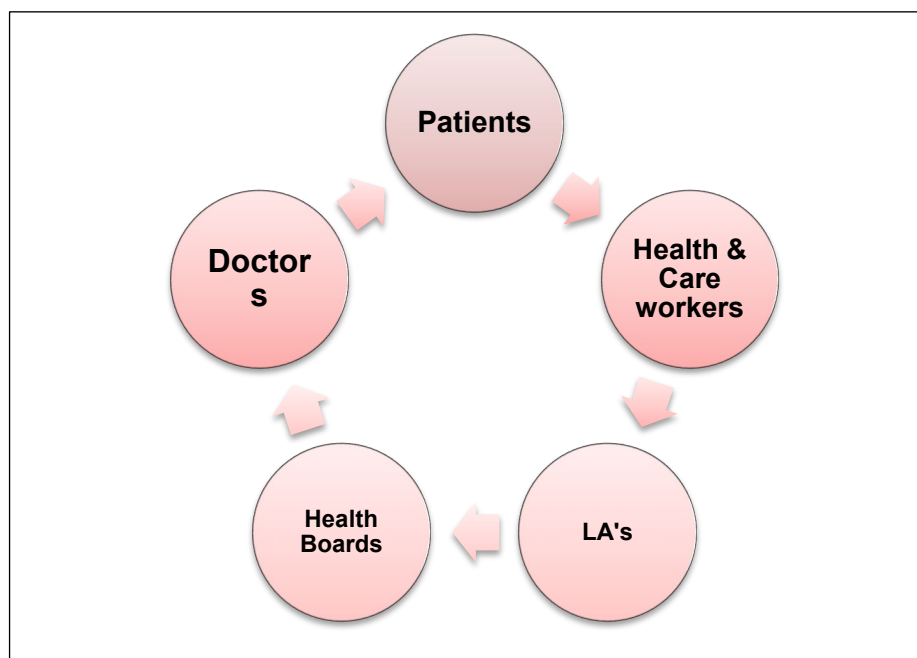 Patients
Health &
Care
workers
LA's
Health
Boards
Doctor
s